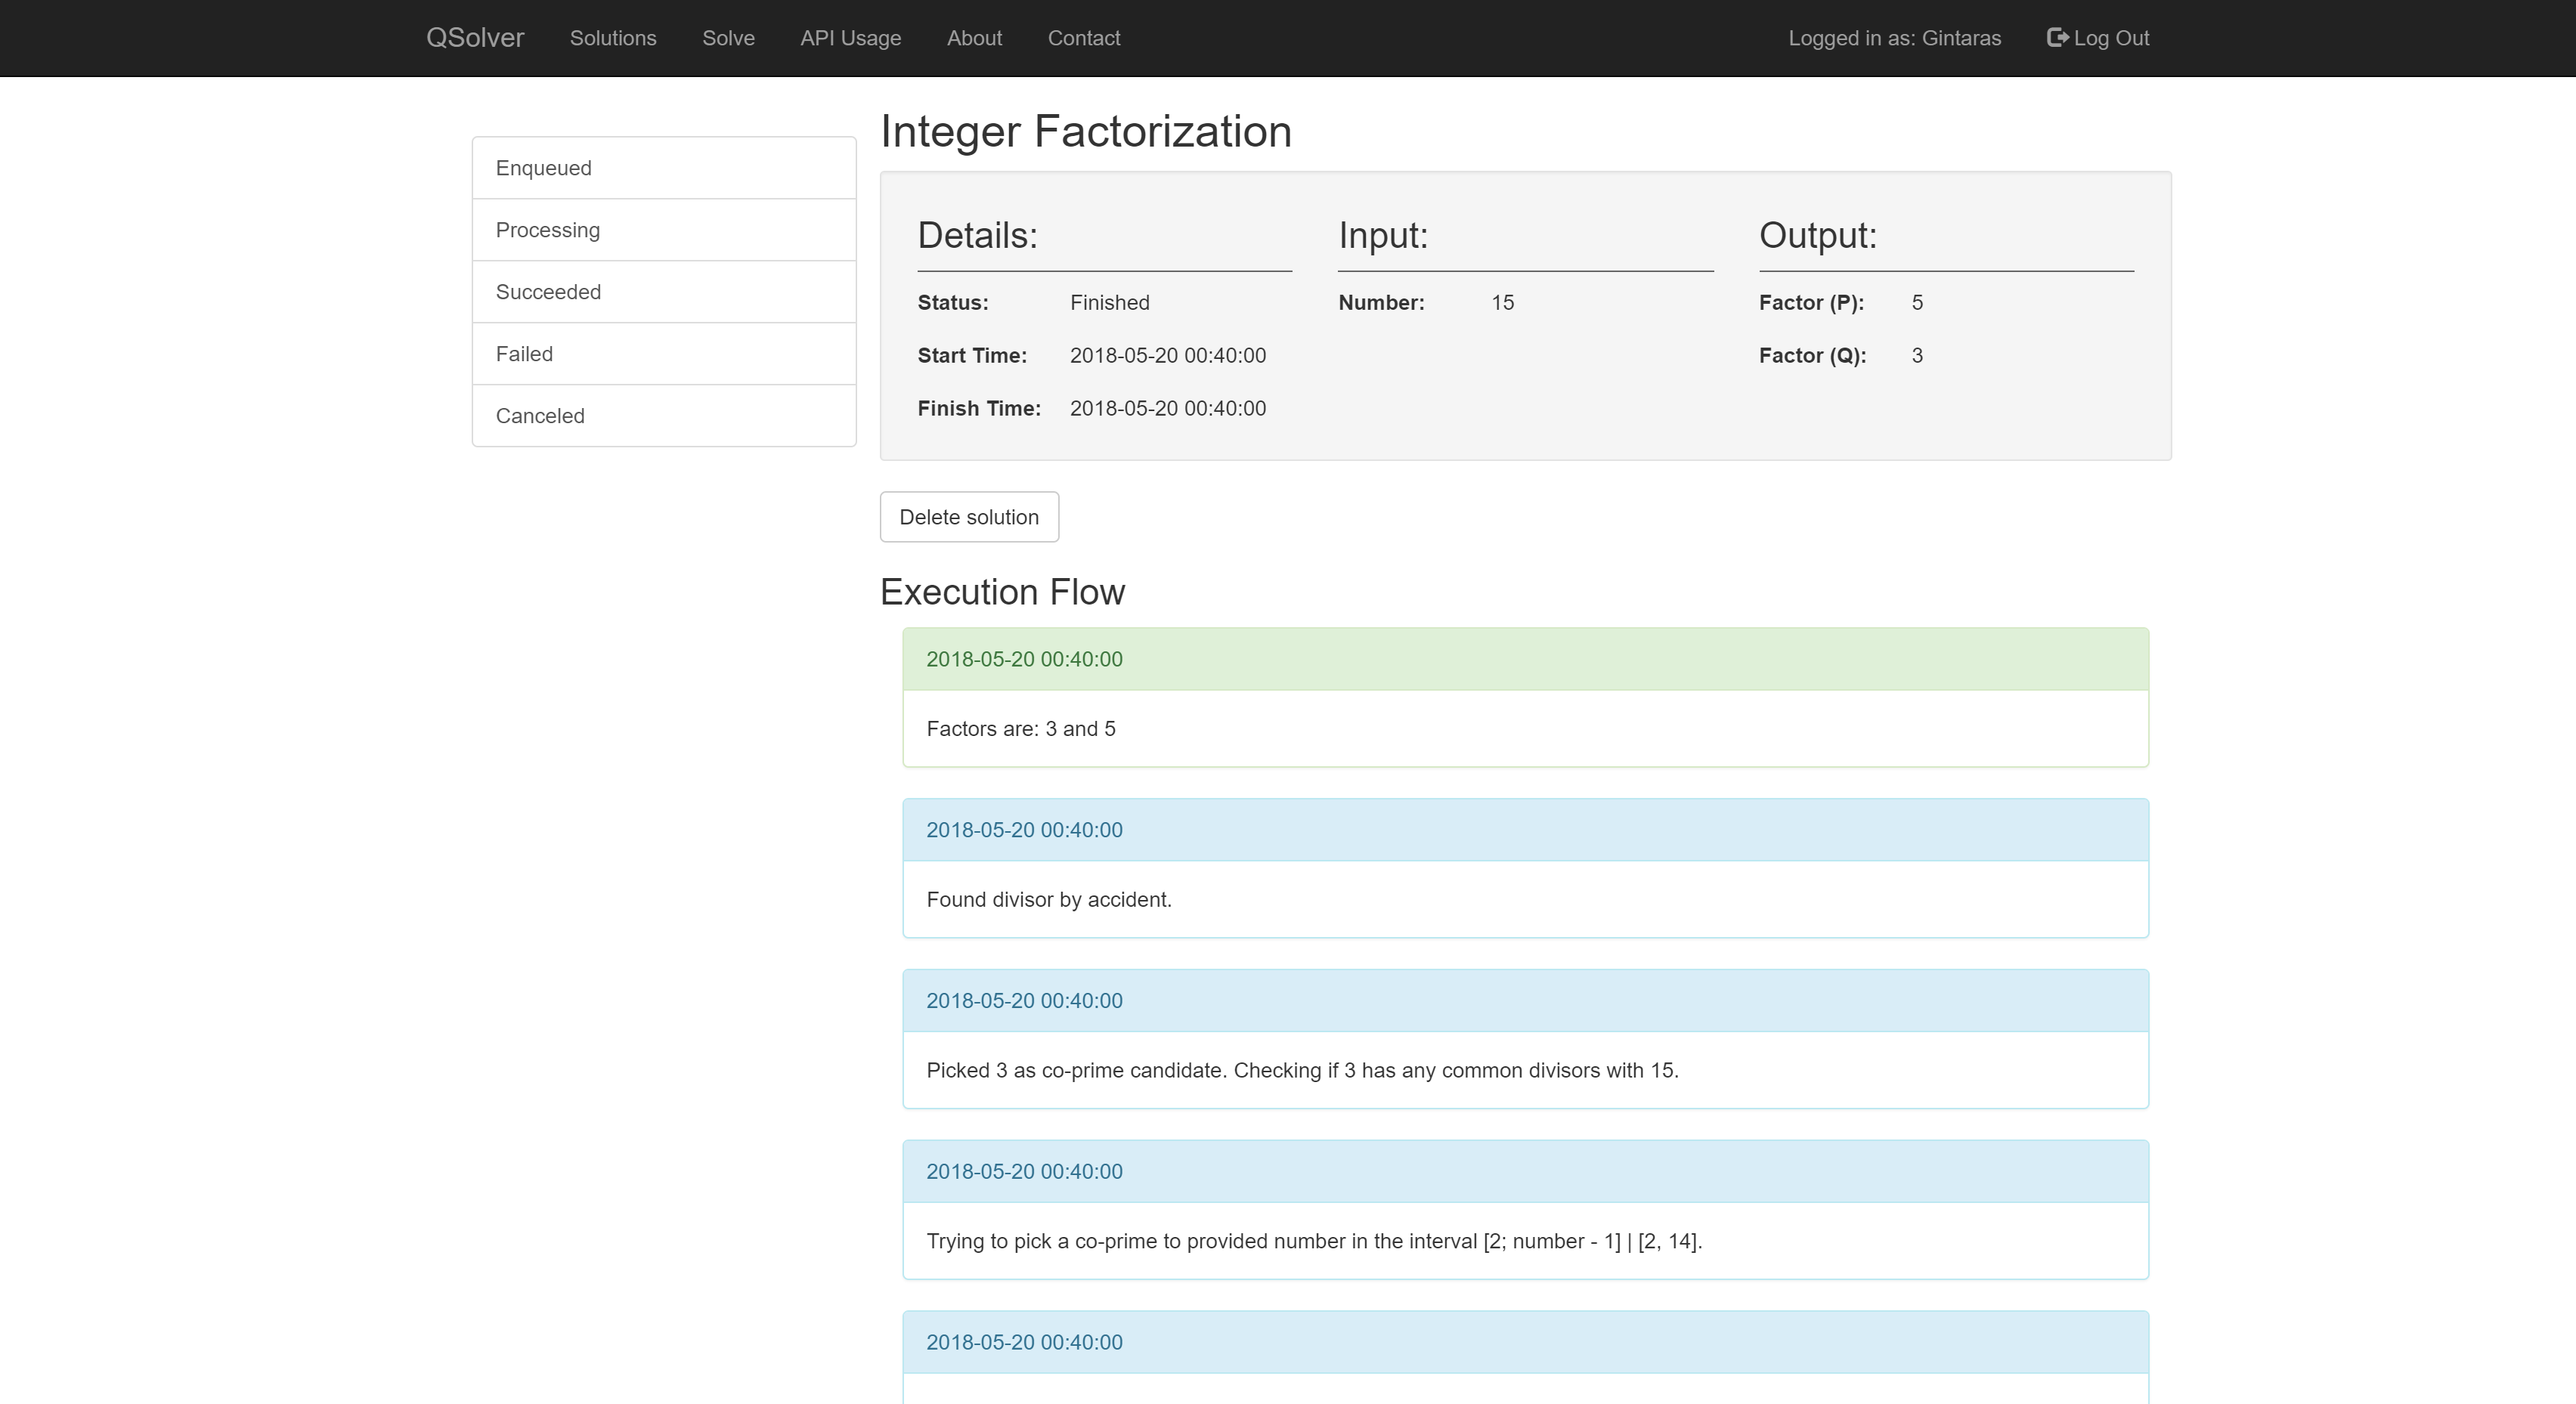 QSolver Solutions Solve API Usage About Contact Logged in as: Gintaras Log Out
Enqueued
Processing
Succeeded
Failed
Canceled
Integer Factorization
Details:
Status: Finished
Start Time: 2018-05-20 00:40:00
Finish Time: 2018-05-20 00:40:00
Input:
Number: 15
Output:
Factor (P): 5
Factor (Q): 3
Delete solution
Execution Flow
2018-05-20 00:40:00
Factors are: 3 and 5
2018-05-20 00:40:00
Found divisor by accident.
2018-05-20 00:40:00
Picked 3 as co-prime candidate. Checking if 3 has any common divisors with 15.
2018-05-20 00:40:00
Trying to pick a co-prime to provided number in the interval [2; number - 1] | [2, 14].
2018-05-20 00:40:00